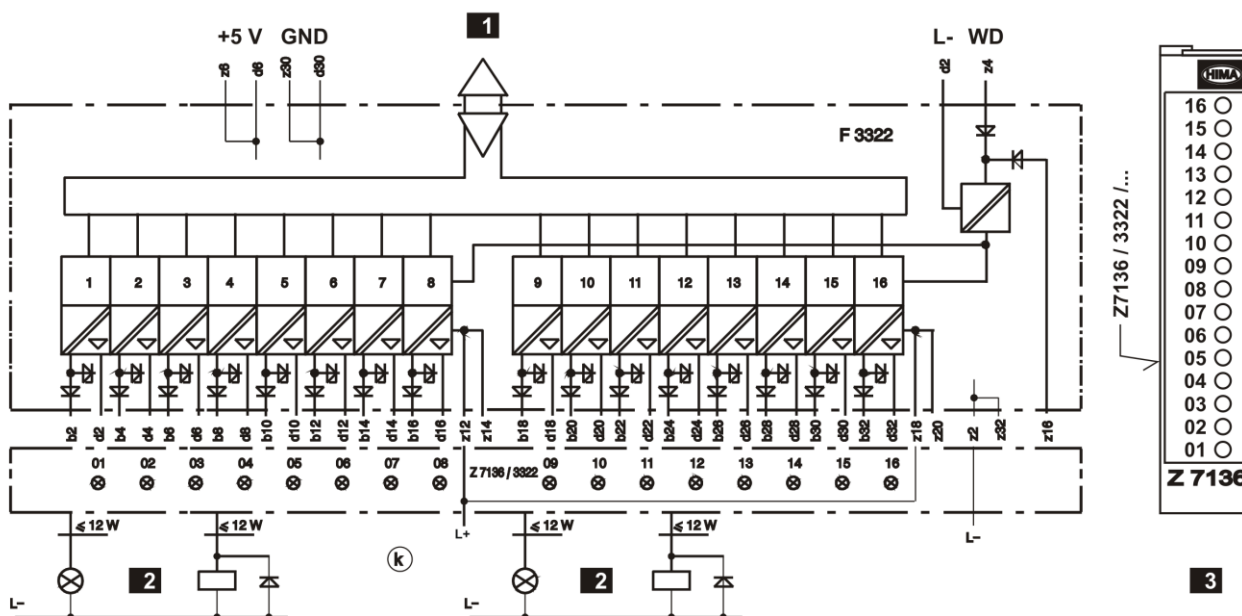 1
+5 V GND L- WD
z6 d6 z30 d30 d2 z4
F 3322
1 2 3 4 5 6 7 8 9 10 11 12 13 14 15 16
b2 d2 b4 d4 b6 d6 b8 d8 b10 d10 b12 d12 b14 d14 b16 d16 z12 z14 b18 d18 b20 d20 b22 d22 b24 d24 b26 d26 b28 d28 b30 d30 b32 d32 z18 z20 z2 z32 z16
01 02 03 04 05 06 07 08 Z 7136 / 3322 09 10 11 12 13 14 15 16
≤ 12 W ≤ 12 W L+ ≤ 12 W ≤ 12 W L-
k
2 2
L- L-
Z7136 / 3322 /...
HIMA
16
15
14
13
12
11
10
09
08
07
06
05
04
03
02
01
Z 7136
3